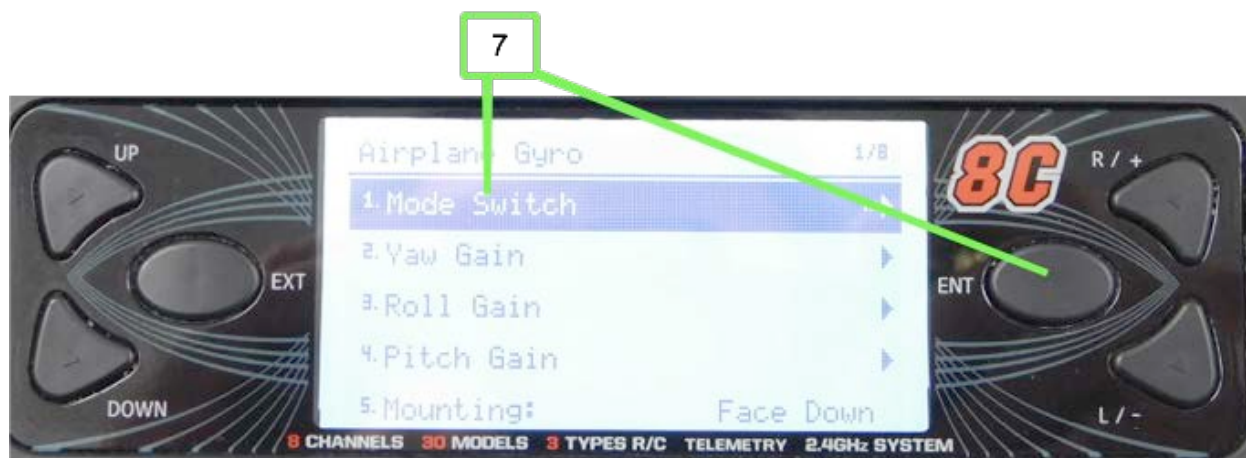 7
UP
EXT
DOWN
Airplane Gyro 1/8
1. Mode Switch
2. Yaw Gain
3. Roll Gain
4. Pitch Gain
5. Mounting: Face Down
8C
R / +
ENT
L / -
8 CHANNELS 30 MODELS 3 TYPES R/C TELEMETRY 2.4GHz SYSTEM